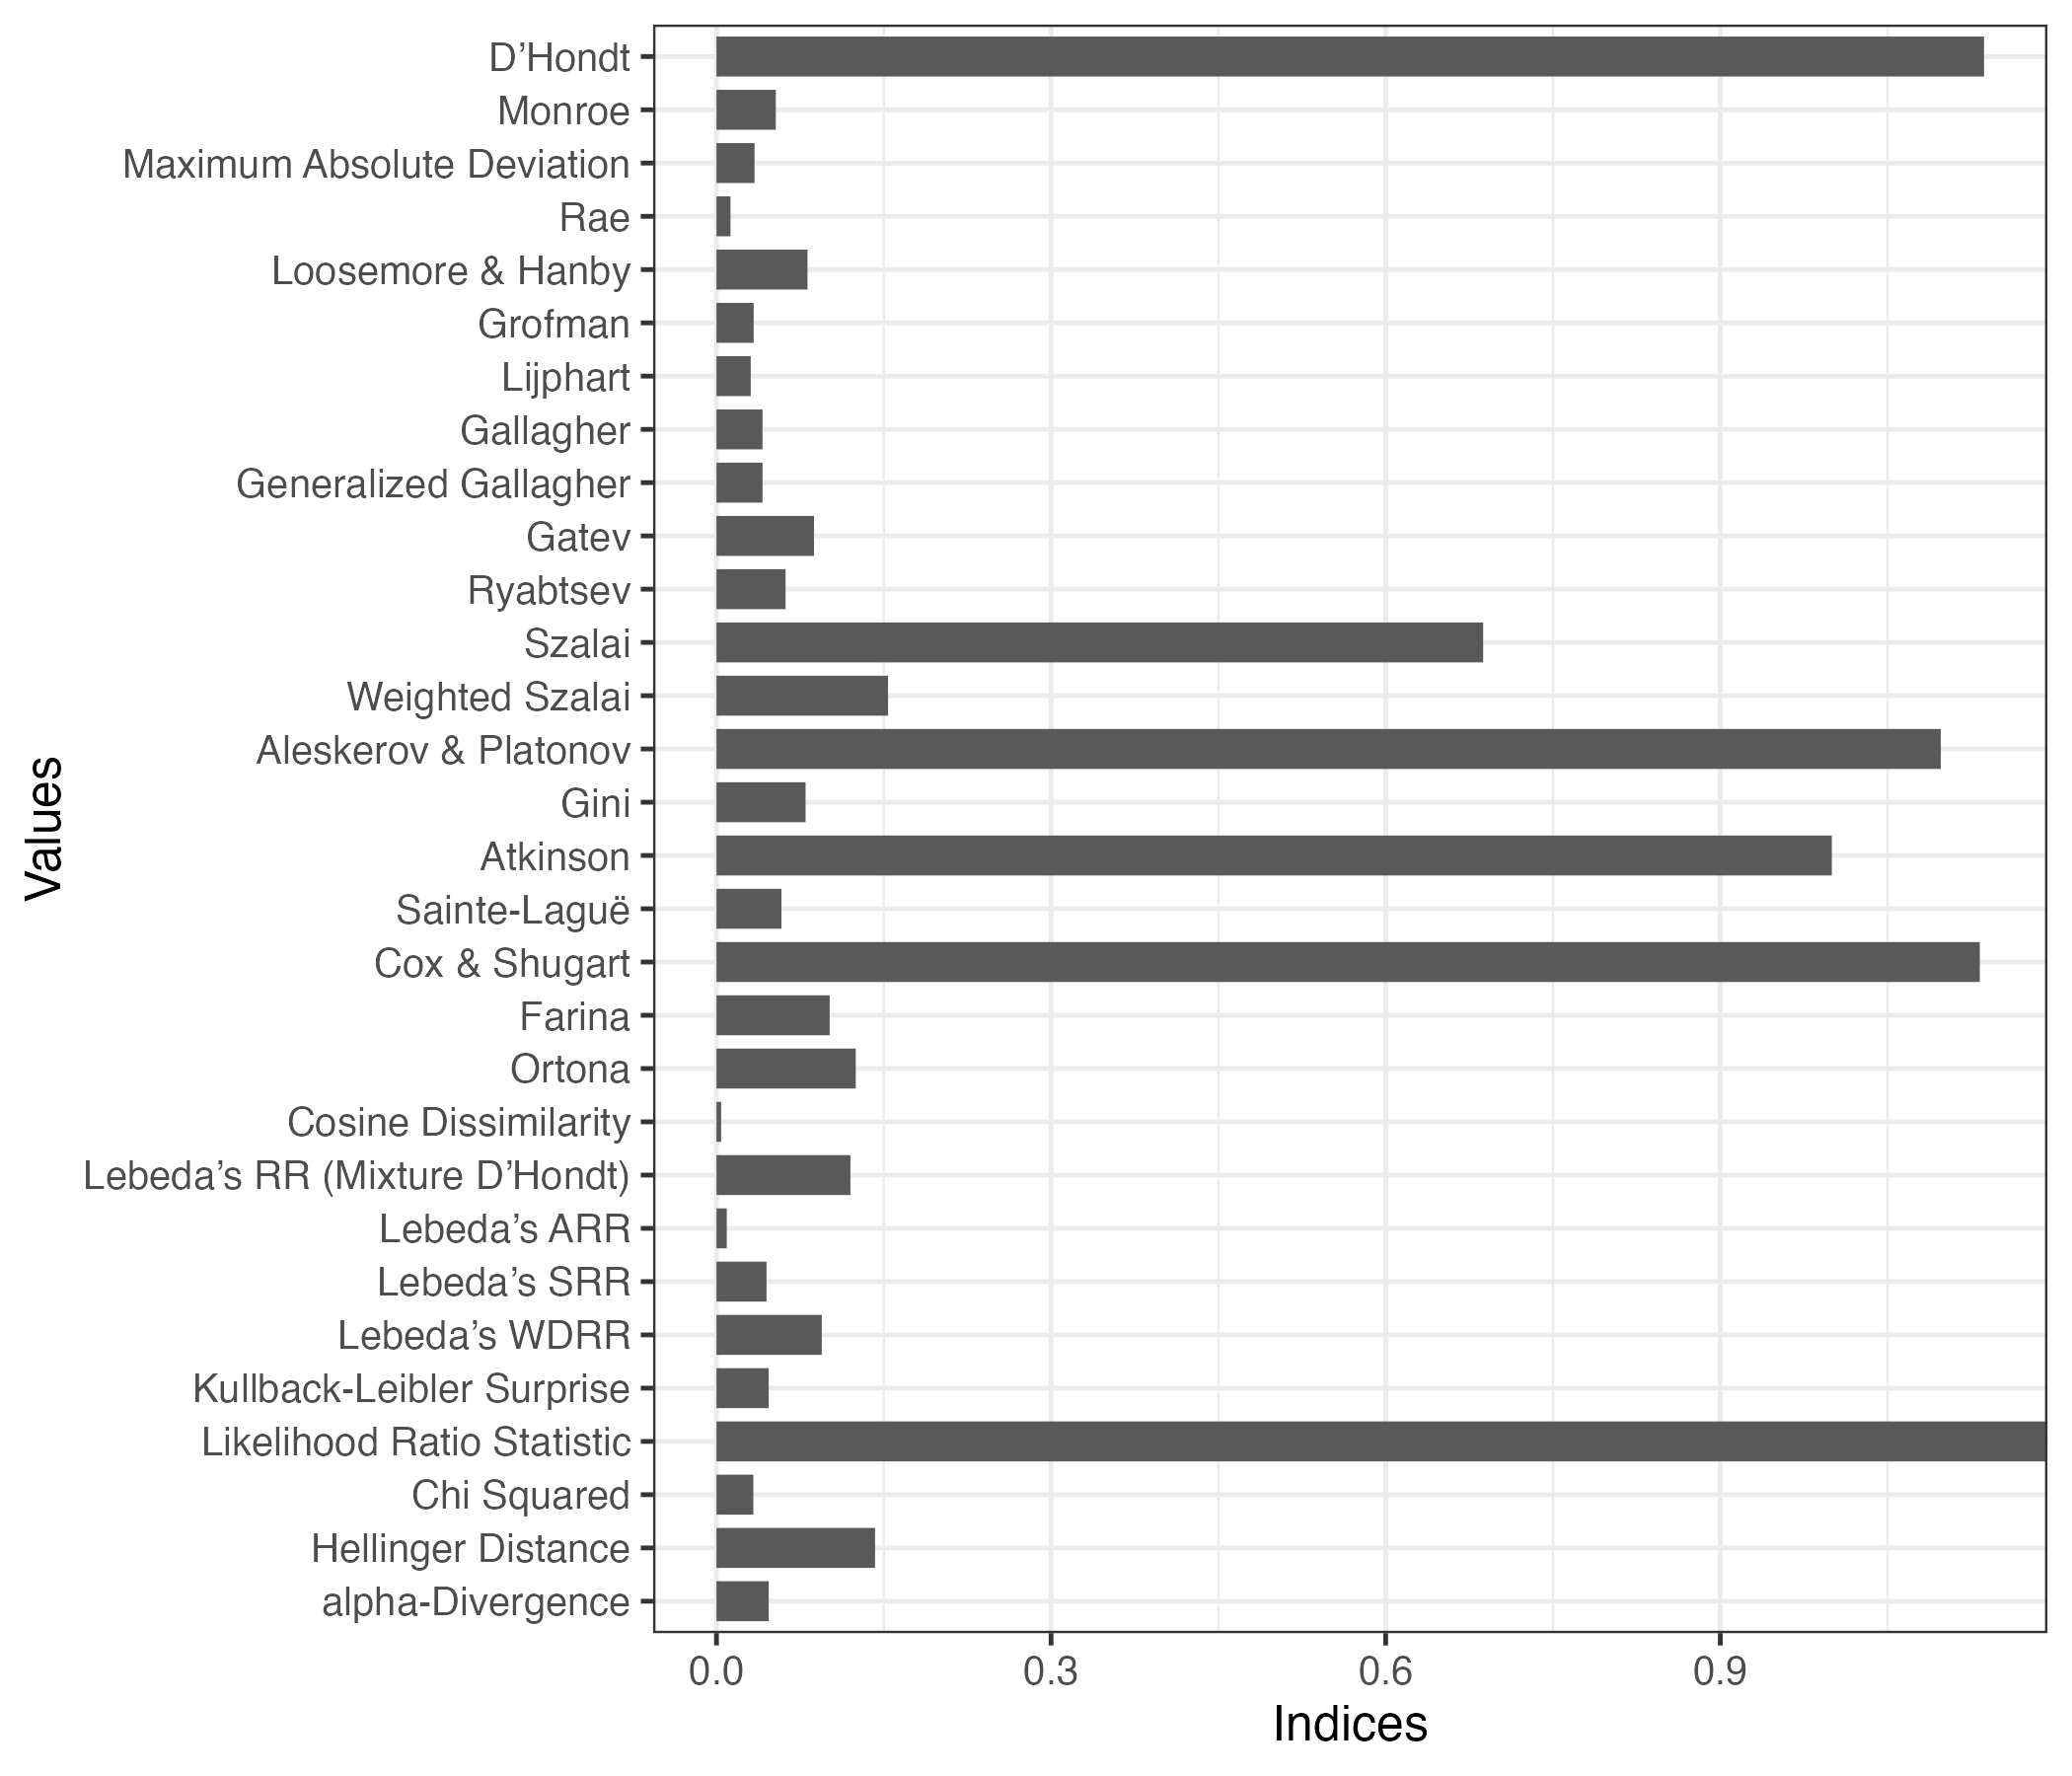 D’Hondt
Monroe
Maximum Absolute Deviation
Rae
Loosemore & Hanby
Grofman
Lijphart
Gallagher
Generalized Gallagher
Gatev
Ryabtsev
Szalai
Weighted Szalai
Aleskerov & Platonov
Gini
Atkinson
Sainte-Laguë
Cox & Shugart
Farina
Ortona
Cosine Dissimilarity
Lebeda’s RR (Mixture D’Hondt)
Lebeda’s ARR
Lebeda’s SRR
Lebeda’s WDRR
Kullback-Leibler Surprise
Likelihood Ratio Statistic
Chi Squared
Hellinger Distance
alpha-Divergence
Values
0.0 0.3 0.6 0.9
Indices